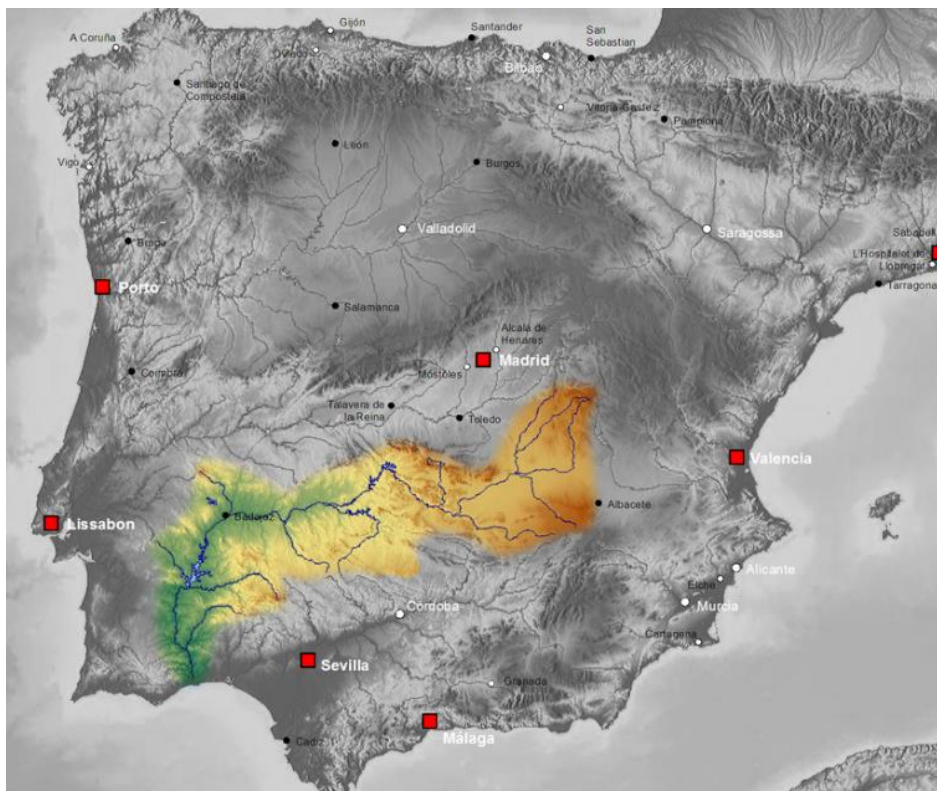 Gijón
Santander
San
Sebastian
A Coruña
Oviedo
Bilbao
Santiago de
Compostela
Vitoria-Gasteiz
Pamplona
León
Burgos
Vigo
Valladolid
Saragossa
Braga
Sabadell
L'Hospitalet de
Llobregat
Tarragona
Porto
Salamanca
Alcalá de
Henares
Madrid
Móstoles
Coimbra
Talavera de
la Reina
Toledo
Valencia
Albacete
Badajoz
Lissabon
Alicante
Elche
Murcia
Córdoba
Cartagena
Sevilla
Granada
Málaga
Cadiz